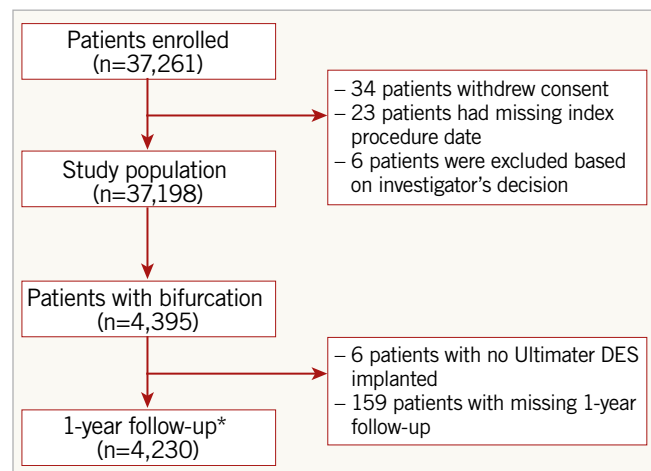 Patients enrolled
(n=37,261)
– 34 patients withdrew consent
– 23 patients had missing index
procedure date
– 6 patients were excluded based
on investigator’s decision
Study population
(n=37,198)
Patients with bifurcation
(n=4,395)
– 6 patients with no Ultimater DES
implanted
– 159 patients with missing 1-year
follow-up
1-year follow-up*
(n=4,230)